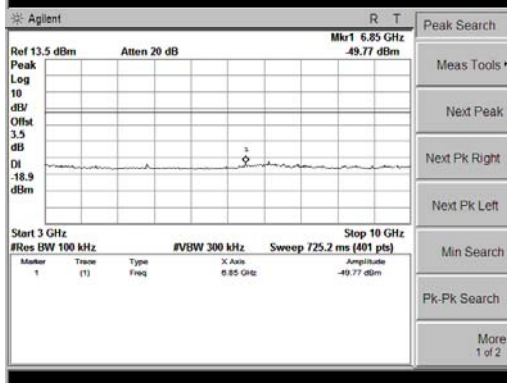 Agilent R T
Mkr1 6.85 GHz
Ref 13.5 dBm Atten 20 dB -49.77 dBm
Peak
Log
10
dB/
Offst
3.5
dB
DI
-18.9
dBm
1
Start 3 GHz Stop 10 GHz
#Res BW 100 kHz #VBW 300 kHz Sweep 725.2 ms (401 pts)
Marker Trace Type X Axis Amplitude
1 (1) Freq 6.85 GHz -49.77 dBm
Peak Search
Meas Tools
Next Peak
Next Pk Right
Next Pk Left
Min Search
Pk-Pk Search
More
1 of 2